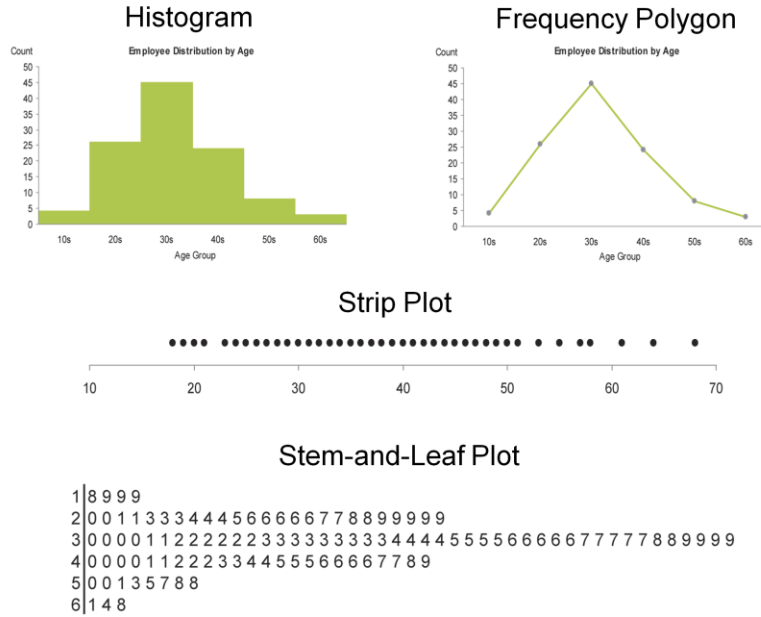 Histogram
Count
Employee Distribution by Age
50
45
40
35
30
25
20
15
10
5
0
10s 20s 30s 40s 50s 60s
Age Group
Frequency Polygon
Count
Employee Distribution by Age
50
45
40
35
30
25
20
15
10
5
0
10s 20s 30s 40s 50s 60s
Age Group
Strip Plot
10 20 30 40 50 60 70
Stem-and-Leaf Plot
1 8 9 9 9
2 0 0 1 1 3 3 3 4 4 4 5 6 6 6 6 6 7 7 8 8 9 9 9 9 9
3 0 0 0 0 1 1 2 2 2 2 2 2 3 3 3 3 3 3 3 3 3 4 4 4 4 5 5 5 5 6 6 6 6 6 7 7 7 7 7 8 8 9 9 9 9
4 0 0 0 0 1 1 2 2 2 3 3 4 4 5 5 5 6 6 6 6 7 7 8 9
5 0 0 1 3 5 7 8 8
6 1 4 8